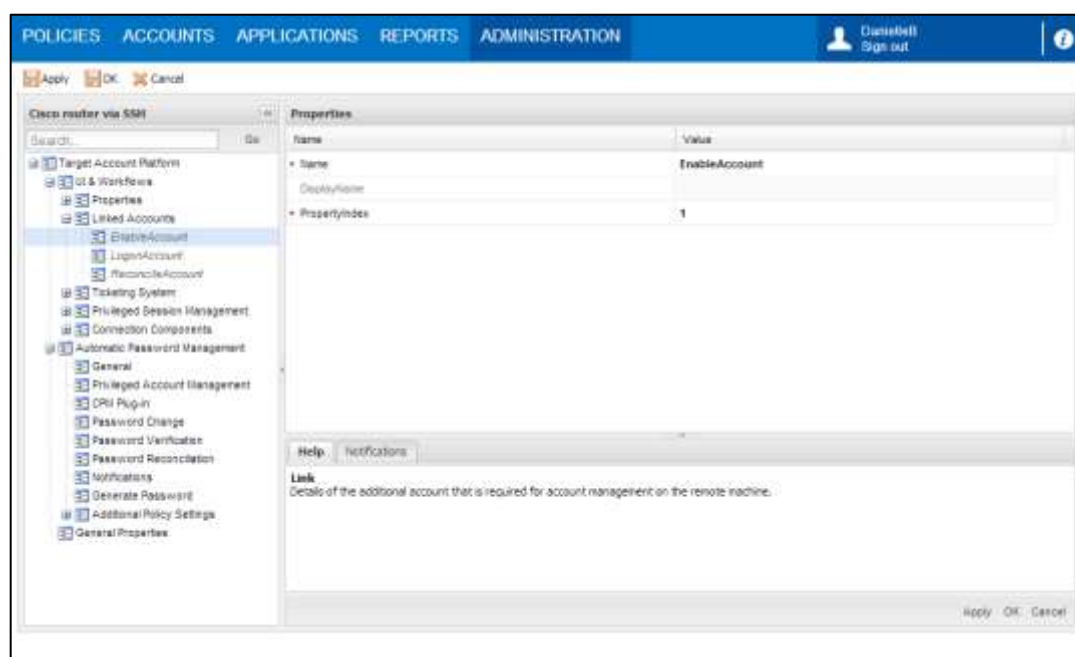 POLICIES ACCOUNTS APPLICATIONS REPORTS ADMINISTRATION
Sign out
Apply OK Cancel
Cisco router via SSH
Properties
Search... Go
Name Value
Target Account Platform
Name EnableAccount
UI & Workflows
DisplayName
Properties
PropertyIndex 1
Linked Accounts
EnableAccount
LogonAccount
ReconcileAccount
Ticketing System
Privileged Session Management
Connection Components
Automatic Password Management
General
Privileged Account Management
CPM Plug-in
Password Change
Password Verification
Password Reconciliation
Notifications
Generate Password
Additional Policy Settings
General Properties
Help Notifications
Link
Details of the additional account that is required for account management on the remote machine.
Apply OK Cancel